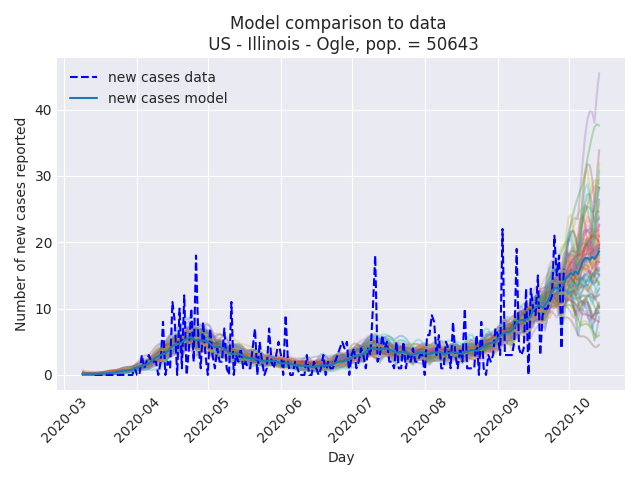 Model comparison to data
US - Illinois - Ogle, pop. = 50643
new cases data
new cases model
Number of new cases reported
40
30
20
10
0
2020-03
2020-04
2020-05
2020-06
2020-07
2020-08
2020-09
2020-10
Day